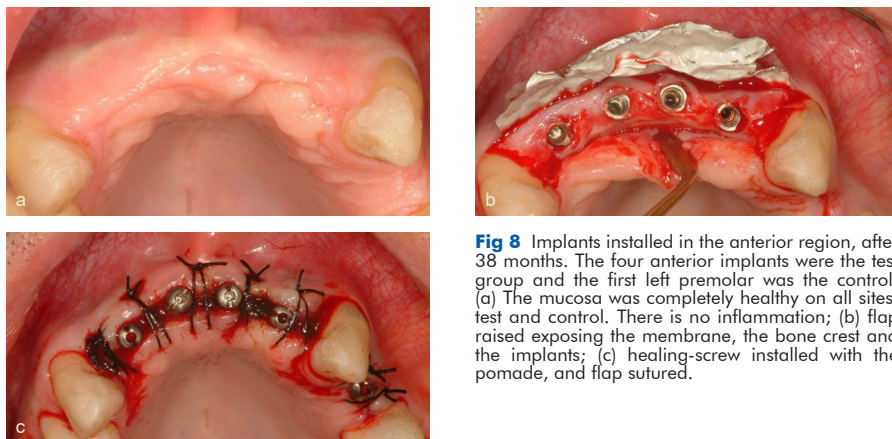 a
b
c
Fig 8 Implants installed in the anterior region, afte
38 months. The four anterior implants were the tes
group and the first left premolar was the control
(a) The mucosa was completely healthy on all sites
test and control. There is no inflammation; (b) flap
raised exposing the membrane, the bone crest and
the implants; (c) healing-screw installed with the
pomade, and flap sutured.